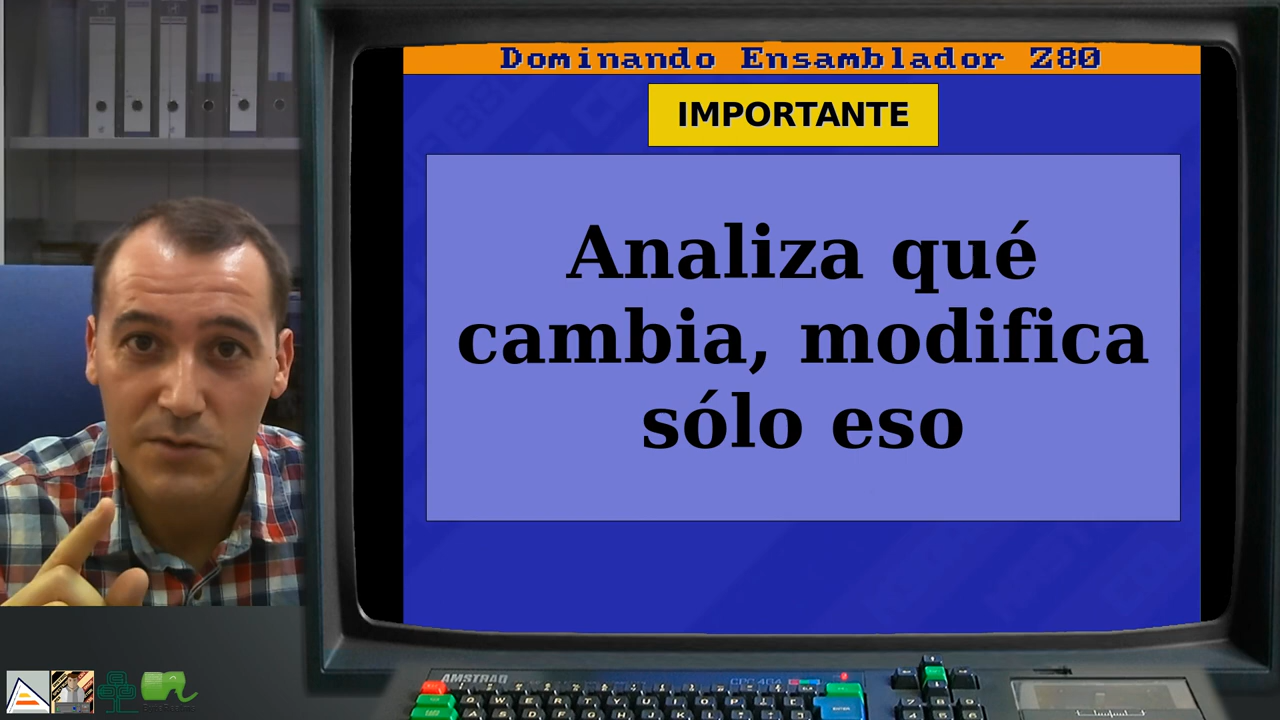 Dominando Ensamblador Z80
IMPORTANTE
Analiza qué
cambia, modifica
sólo eso
AMSTRAD